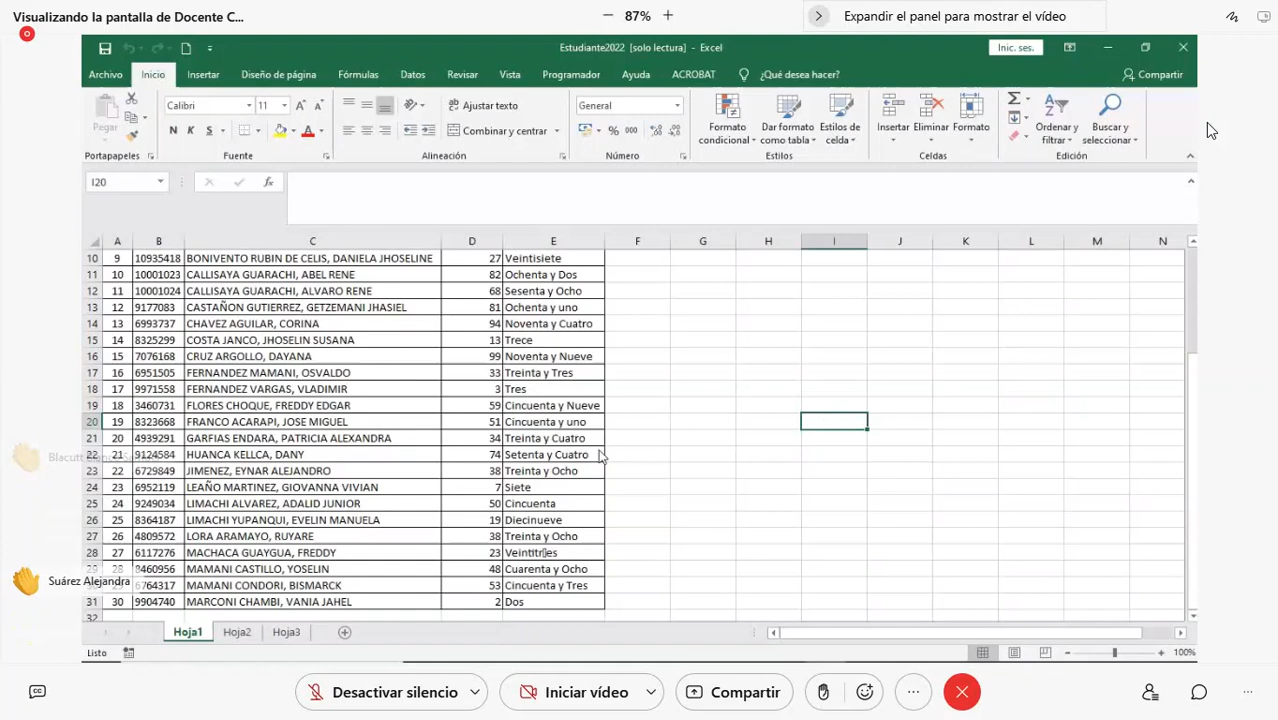 Visualizando la pantalla de Docente C...
87%
Expandir el panel para mostrar el vídeo
Estudiante2022 [solo lectura] - Excel
Inic. ses.
Archivo Inicio Insertar Diseño de página Fórmulas Datos Revisar Vista Programador Ayuda ACROBAT ¿Qué desea hacer? Compartir
Pegar
Calibri 11
N K S
Ajustar texto
Combinar y centrar
General
% 000
Formato condicional
Dar formato como tabla
Estilos de celda
Insertar Eliminar Formato
Ordenar y filtrar
Buscar y seleccionar
Portapapeles Fuente Alineación Número Estilos Celdas Edición
I20 fx
A B C D E F G H I J K L M N
10 9 10935418 BONIVENTO RUBIN DE CELIS, DANIELA JHOSELINE 27 Veintisiete
11 10 10001023 CALLISAYA GUARACHI, ABEL RENE 82 Ochenta y Dos
12 11 10001024 CALLISAYA GUARACHI, ALVARO RENE 68 Sesenta y Ocho
13 12 9177083 CASTAÑON GUTIERREZ, GETZEMANI JHASIEL 81 Ochenta y uno
14 13 6993737 CHAVEZ AGUILAR, CORINA 94 Noventa y Cuatro
15 14 8325299 COSTA JANCO, JHOSELIN SUSANA 13 Trece
16 15 7076168 CRUZ ARGOLLO, DAYANA 99 Noventa y Nueve
17 16 6951505 FERNANDEZ MAMANI, OSVALDO 33 Treinta y Tres
18 17 9971558 FERNANDEZ VARGAS, VLADIMIR 3 Tres
19 18 3460731 FLORES CHOQUE, FREDDY EDGAR 59 Cincuenta y Nueve
20 19 8323668 FRANCO ACARAPI, JOSE MIGUEL 51 Cincuenta y uno
21 20 4939291 GARFIAS ENDARA, PATRICIA ALEXANDRA 34 Treinta y Cuatro
22 21 9124584 HUANCA KELLCA, DANY 74 Setenta y Cuatro
23 22 6729849 JIMENEZ, EYNAR ALEJANDRO 38 Treinta y Ocho
24 23 6952119 LEAÑO MARTINEZ, GIOVANNA VIVIAN 7 Siete
25 24 9249034 LIMACHI ALVAREZ, ADALID JUNIOR 50 Cincuenta
26 25 8364187 LIMACHI YUPANQUI, EVELIN MANUELA 19 Diecinueve
27 26 4809572 LORA ARAMAYO, RUYARE 38 Treinta y Ocho
28 27 6117276 MACHACA GUAYGUA, FREDDY 23 Veintitres
29 28 8460956 MAMANI CASTILLO, YOSELIN 48 Cuarenta y Ocho
Suárez Alejandra
6764317 MAMANI CONDORI, BISMARCK 53 Cincuenta y Tres
31 30 9904740 MARCONI CHAMBI, VANIA JAHEL 2 Dos
32
Hoja1 Hoja2 Hoja3
Listo 100%
Desactivar silencio Iniciar vídeo Compartir